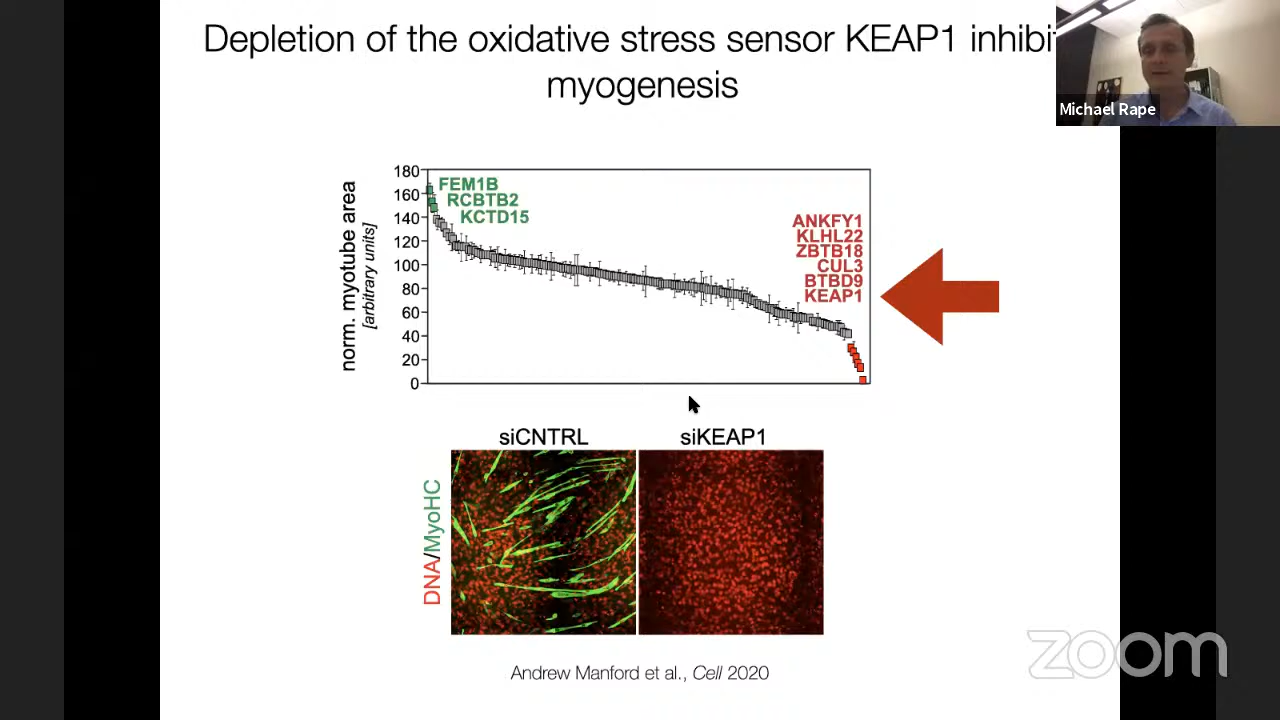 Depletion of the oxidative stress sensor KEAP1 inhibi
myogenesis
Michael Rape
norm. myotube area
[arbitrary units]
180
160
140
120
100
80
60
40
20
0
FEM1B
RCBTB2
KCTD15
ANKFY1
KLHL22
ZBTB18
CUL3
BTBD9
KEAP1
siCNTRL
siKEAP1
DNA/MyoHC
Andrew Manford et al., Cell 2020
zoom